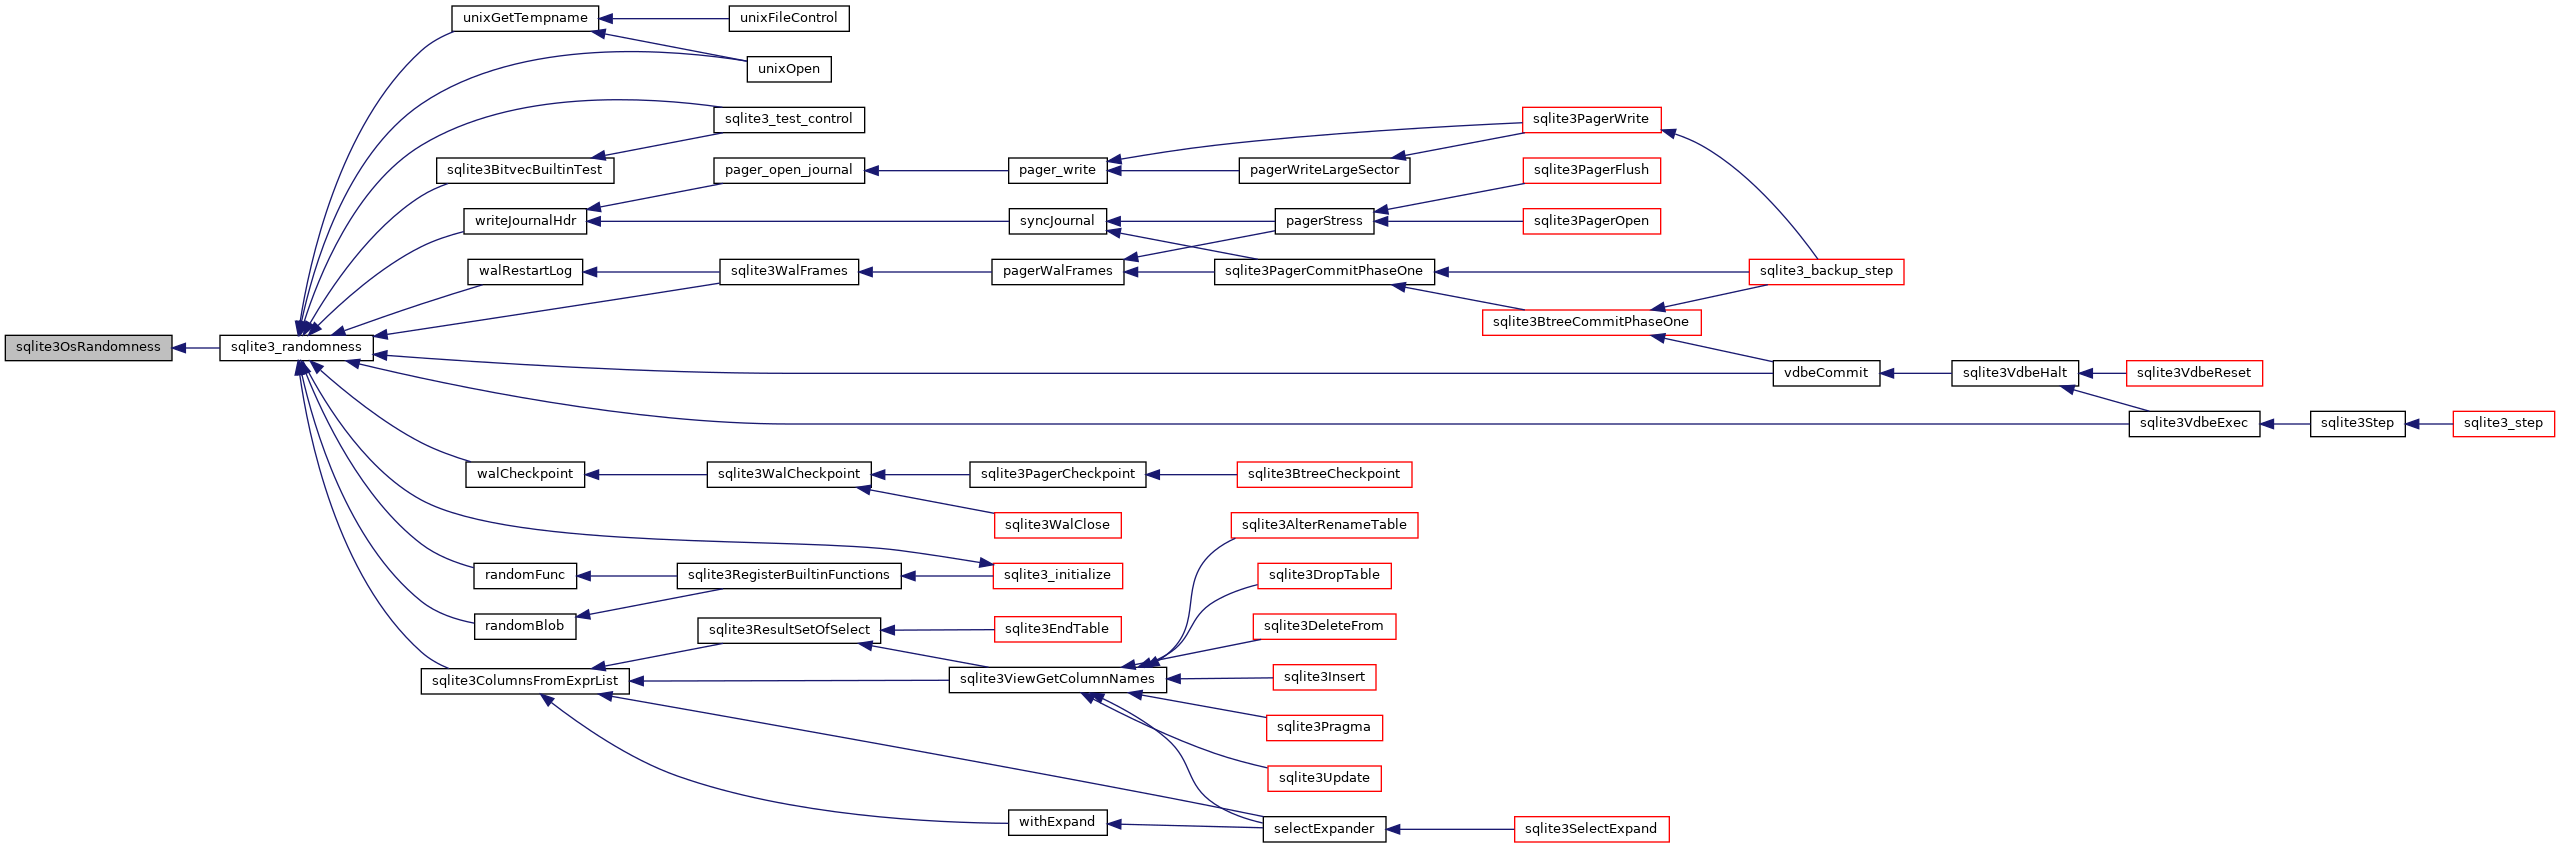 unixGetTempname
unixFileControl
unixOpen
sqlite3_test_control
sqlite3PagerWrite
sqlite3BitvecBuiltinTest
pager_open_journal
pager_write
pagerWriteLargeSector
sqlite3PagerFlush
writeJournalHdr
syncJournal
pagerStress
sqlite3PagerOpen
walRestartLog
sqlite3WalFrames
pagerWalFrames
sqlite3PagerCommitPhaseOne
sqlite3_backup_step
sqlite3BtreeCommitPhaseOne
sqlite3OsRandomness
sqlite3_randomness
vdbeCommit
sqlite3VdbeHalt
sqlite3VdbeReset
sqlite3VdbeExec
sqlite3Step
sqlite3_step
walCheckpoint
sqlite3WalCheckpoint
sqlite3PagerCheckpoint
sqlite3BtreeCheckpoint
sqlite3WalClose
sqlite3AlterRenameTable
randomFunc
sqlite3RegisterBuiltinFunctions
sqlite3_initialize
sqlite3DropTable
randomBlob
sqlite3ResultSetOfSelect
sqlite3EndTable
sqlite3DeleteFrom
sqlite3ColumnsFromExprList
sqlite3ViewGetColumnNames
sqlite3Insert
sqlite3Pragma
sqlite3Update
withExpand
selectExpander
sqlite3SelectExpand